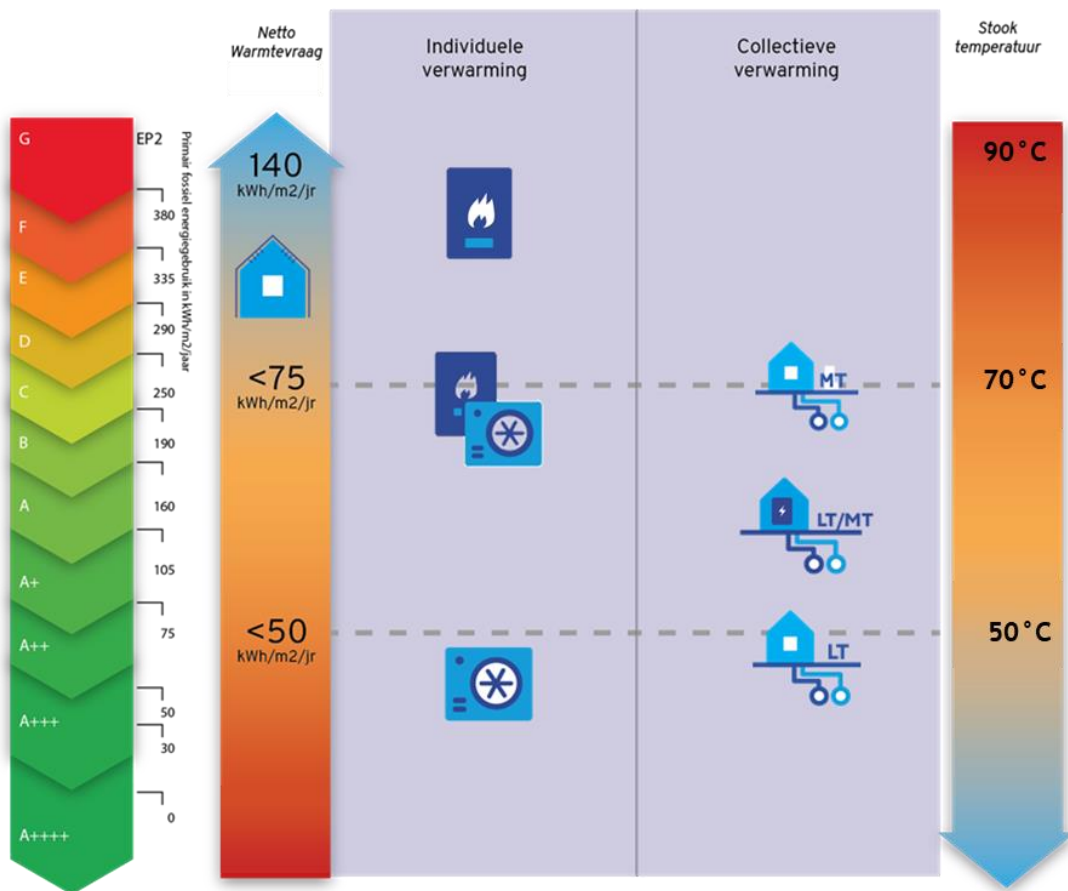 Netto
Warmtevraag
Individuele
verwarming
Collectieve
verwarming
Stook
temperatuur
G
EP2
Primair fossiel energiegebruik in kWh/m2/jaar
380
F
335
E
290
D
250
C
190
B
160
A
105
A+
75
A++
50
A+++
30
0
A++++
140
kWh/m2/jr
<75
kWh/m2/jr
<50
kWh/m2/jr
MT
LT/MT
LT
90°C
70°C
50°C